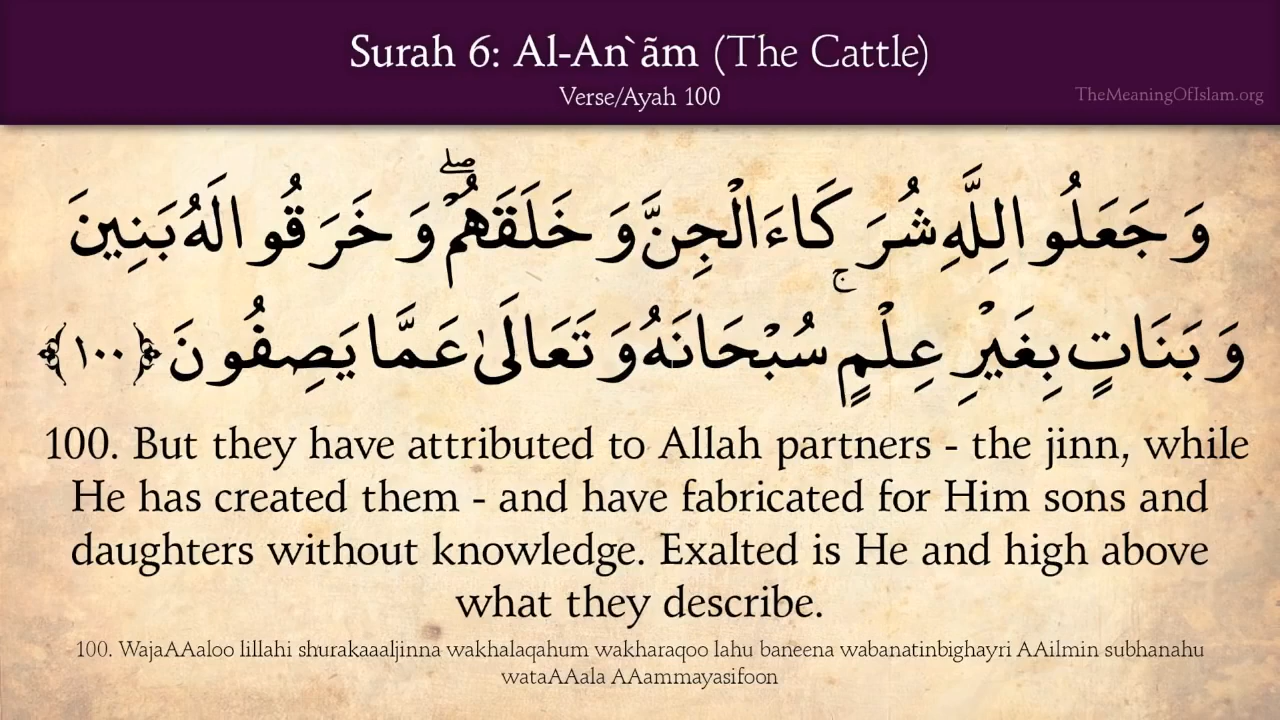 Surah 6: Al-An`ãm (The Cattle)
Verse/Ayah 100
TheMeaningOfIslam.org
وَجَعَلُوا لِلَّهِ شُرَكَاءَ الْجِنَّ وَخَلَقَهُمْ ۖ وَخَرَقُوا لَهُ بَنِينَ
وَبَنَاتٍ بِغَيْرِ عِلْمٍ ۚ سُبْحَانَهُ وَتَعَالَىٰ عَمَّا يَصِفُونَ ﴿١٠٠﴾
100. But they have attributed to Allah partners - the jinn, while
He has created them - and have fabricated for Him sons and
daughters without knowledge. Exalted is He and high above
what they describe.
100. WajaAAaloo lillahi shurakaaaljinna wakhalaqahum wakharaqoo lahu baneena wabanatinbighayri AAilmin subhanahu
wataAAala AAammayasifoon